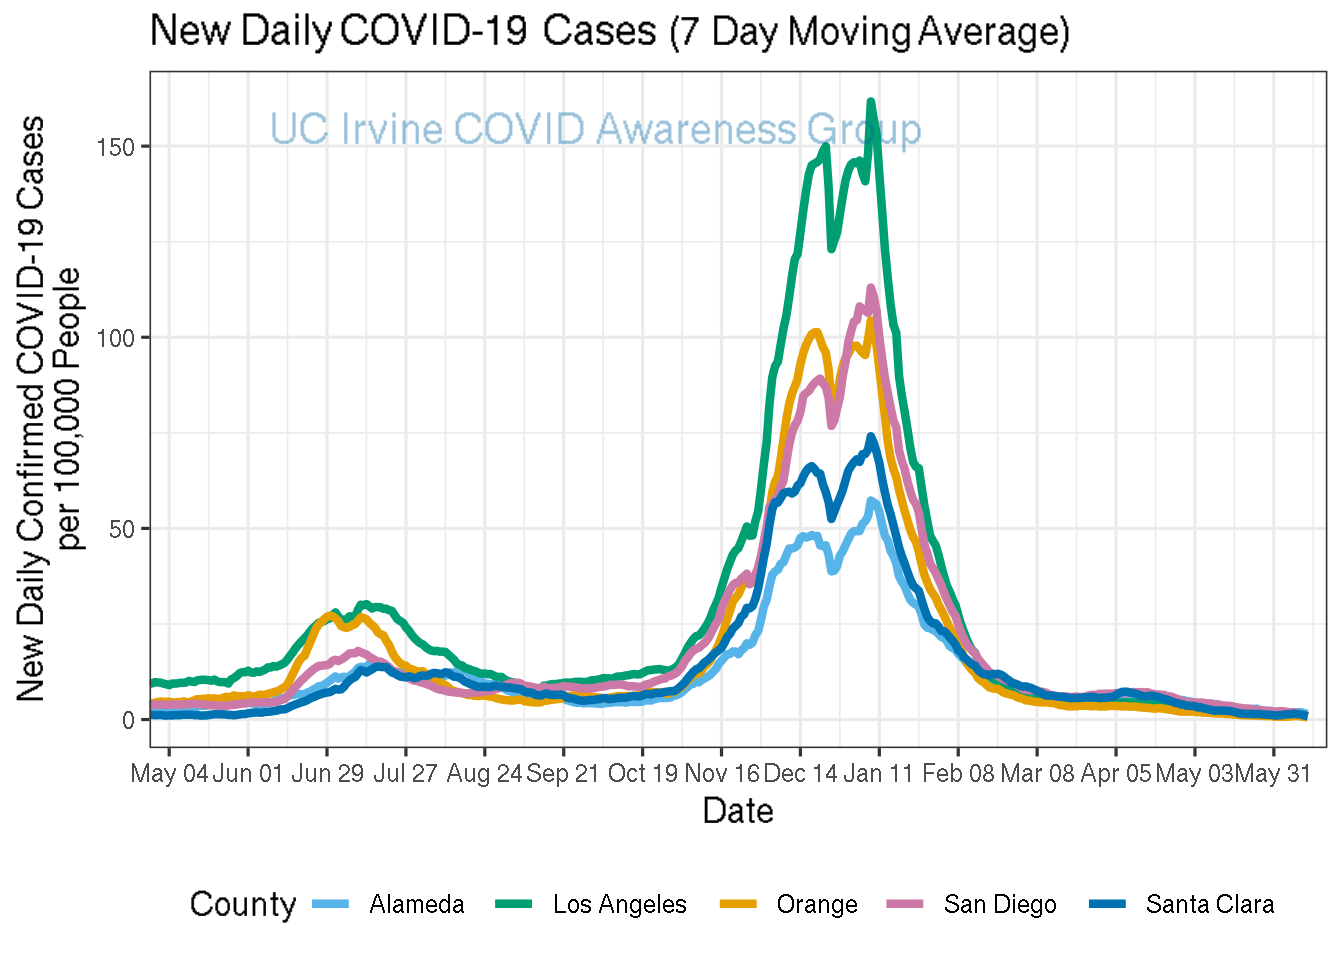 New Daily COVID-19 Cases (7 Day Moving Average)
UC Irvine COVID Awareness Group
New Daily Confirmed COVID-19 Cases
per 100,000 People
150
100
50
0
May 04 Jun 01 Jun 29 Jul 27 Aug 24 Sep 21 Oct 19 Nov 16 Dec 14 Jan 11 Feb 08 Mar 08 Apr 05 May 03 May 31
Date
County Alameda Los Angeles Orange San Diego Santa Clara